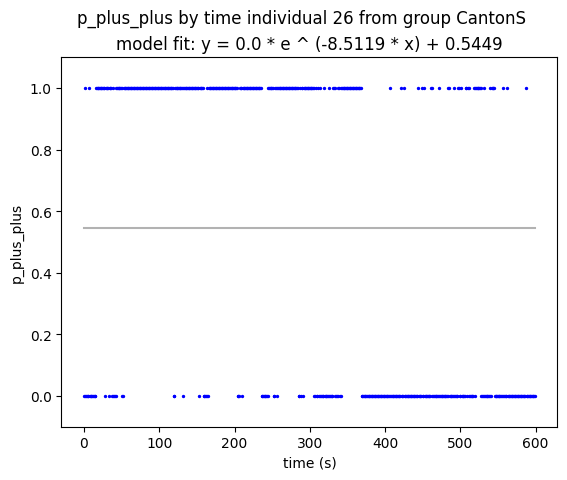 p_plus_plus by time individual 26 from group CantonS
model fit: y = 0.0 * e ^ (-8.5119 * x) + 0.5449
1.0
0.8
0.6
0.4
0.2
0.0
p_plus_plus
0 100 200 300 400 500 600
time (s)